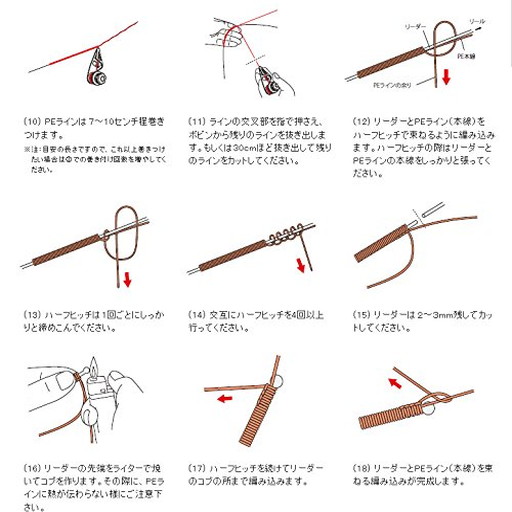 リーダー
リール
PE本線
PEラインの余り
(10) PEラインは7～10センチ程巻き
つけます。
※注:目安の長さですので、これ以上巻きつけ
たい場合は⑩での巻き付け回数を増やしてく
ださい。
(11) ラインの交叉部を指で押さえ、
ボビンから残りのラインを抜き出しま
す。もしくは30cmほど抜き出して残り
のラインをカットしてください。
(12) リーダーとPEライン(本線)を
ハーフヒッチで束ねるように編み込み
ます。ハーフヒッチの際はリーダーと
PEラインの本線をしっかりと張ってく
ください。
(13) ハーフヒッチは1回ごとにしっか
りと締めこんでください。
(14) 交互にハーフヒッチを4回以上
行ってください。
(15) リーダーは2～3mm残してカッ
トしてください。
(16) リーダーの先端をライターで焼
いてコブを作ります。その際に、PEラ
インに熱が伝わらない様にご注意下
さい。
(17) ハーフヒッチを続けてリーダー
のコブの所まで編み込みます。
(18) リーダーとPEライン(本線)を束
ねる編み込みが完成します。